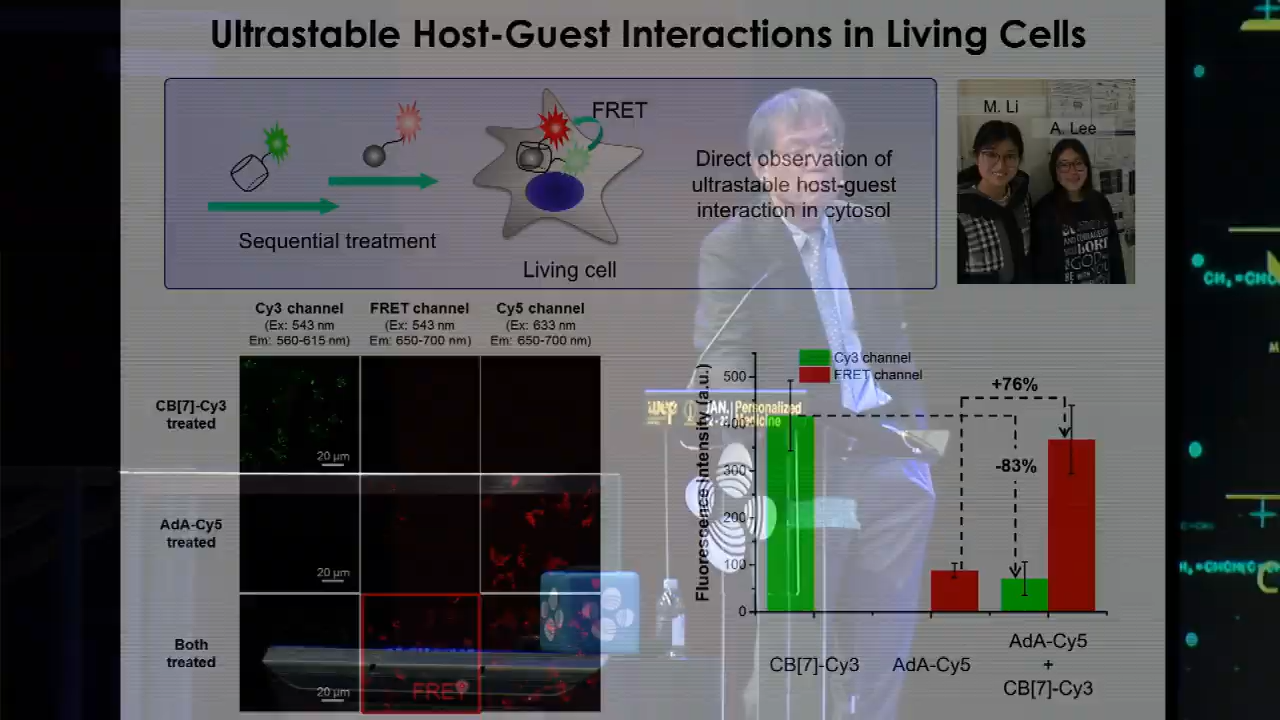 Ultrastable Host-Guest Interactions in Living Cells
FRET
Direct observation of
ultrastable host-guest
interaction in cytosol
Sequential treatment
Living cell
M. Li
A. Lee
Cy3 channel
(Ex: 543 nm
Em: 560-615 nm)
FRET channel
(Ex: 543 nm
Em: 650-700 nm)
Cy5 channel
(Ex: 633 nm
Em: 650-700 nm)
CB[7]-Cy3
treated
20 μm
AdA-Cy5
treated
20 μm
Both
treated
20 μm
FRET
Fluorescence Intensity (a.u.)
500
400
300
200
100
0
Cy3 channel
FRET channel
+76%
-83%
CB[7]-Cy3
AdA-Cy5
AdA-Cy5
+
CB[7]-Cy3
JAN.
Personalized
Medicine